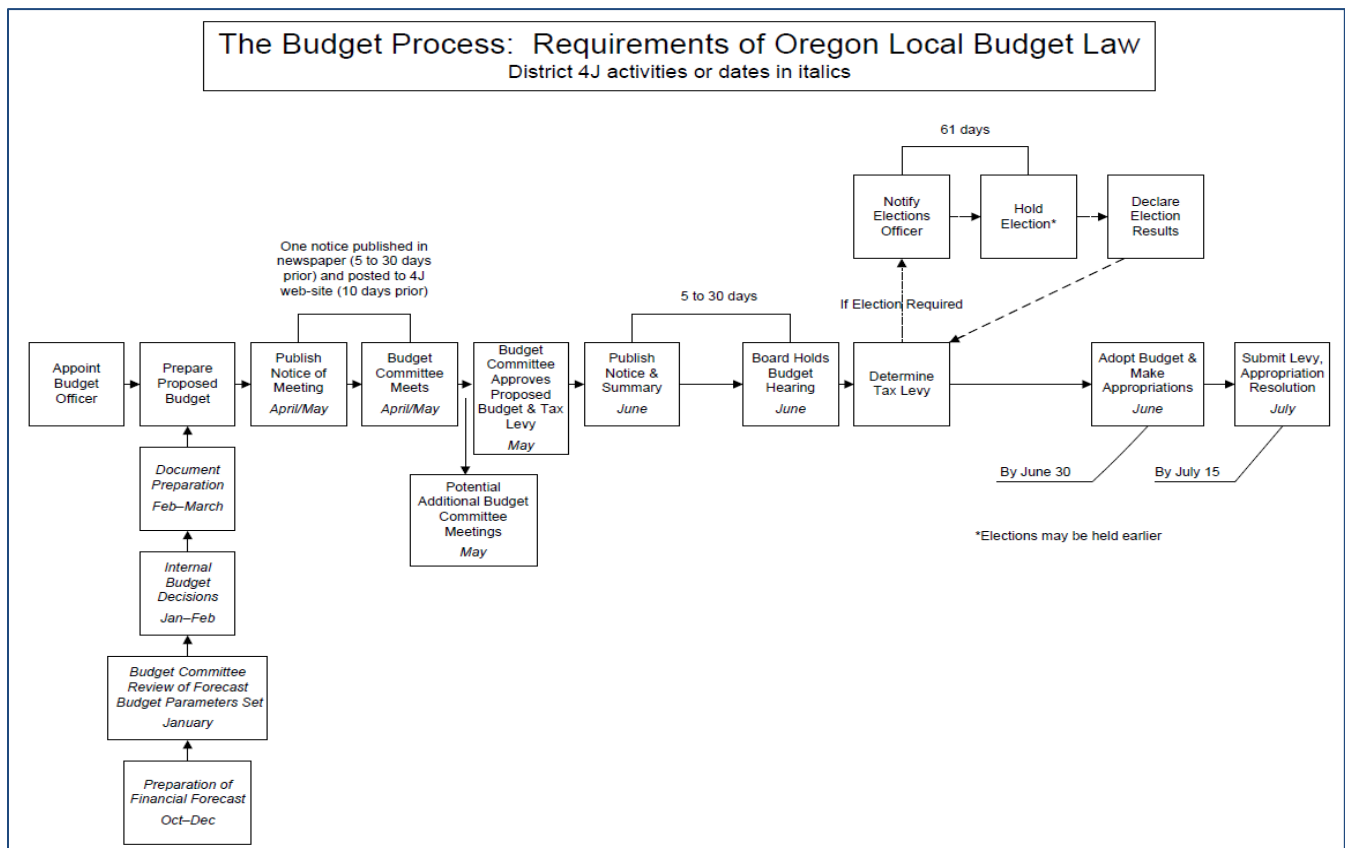 The Budget Process: Requirements of Oregon Local Budget Law
District 4J activities or dates in italics
61 days
Notify
Elections
Officer
Hold
Election*
Declare
Election
Results
One notice published in
newspaper (5 to 30 days
prior) and posted to 4J
web-site (10 days prior)
5 to 30 days
If Election Required
Appoint
Budget
Officer
Prepare
Proposed
Budget
Publish
Notice of
Meeting
April/May
Budget
Committee
Meets
April/May
Budget
Committee
Approves
Proposed
Budget & Tax
Levy
May
Publish
Notice &
Summary
June
Board Holds
Budget
Hearing
June
Determine
Tax Levy
Adopt Budget &
Make
Appropriations
June
Submit Levy,
Appropriation
Resolution
July
By June 30
By July 15
Document
Preparation
Feb–March
Potential
Additional Budget
Committee
Meetings
May
*Elections may be held earlier
Internal
Budget
Decisions
Jan–Feb
Budget Committee
Review of Forecast
Budget Parameters Set
January
Preparation of
Financial Forecast
Oct–Dec